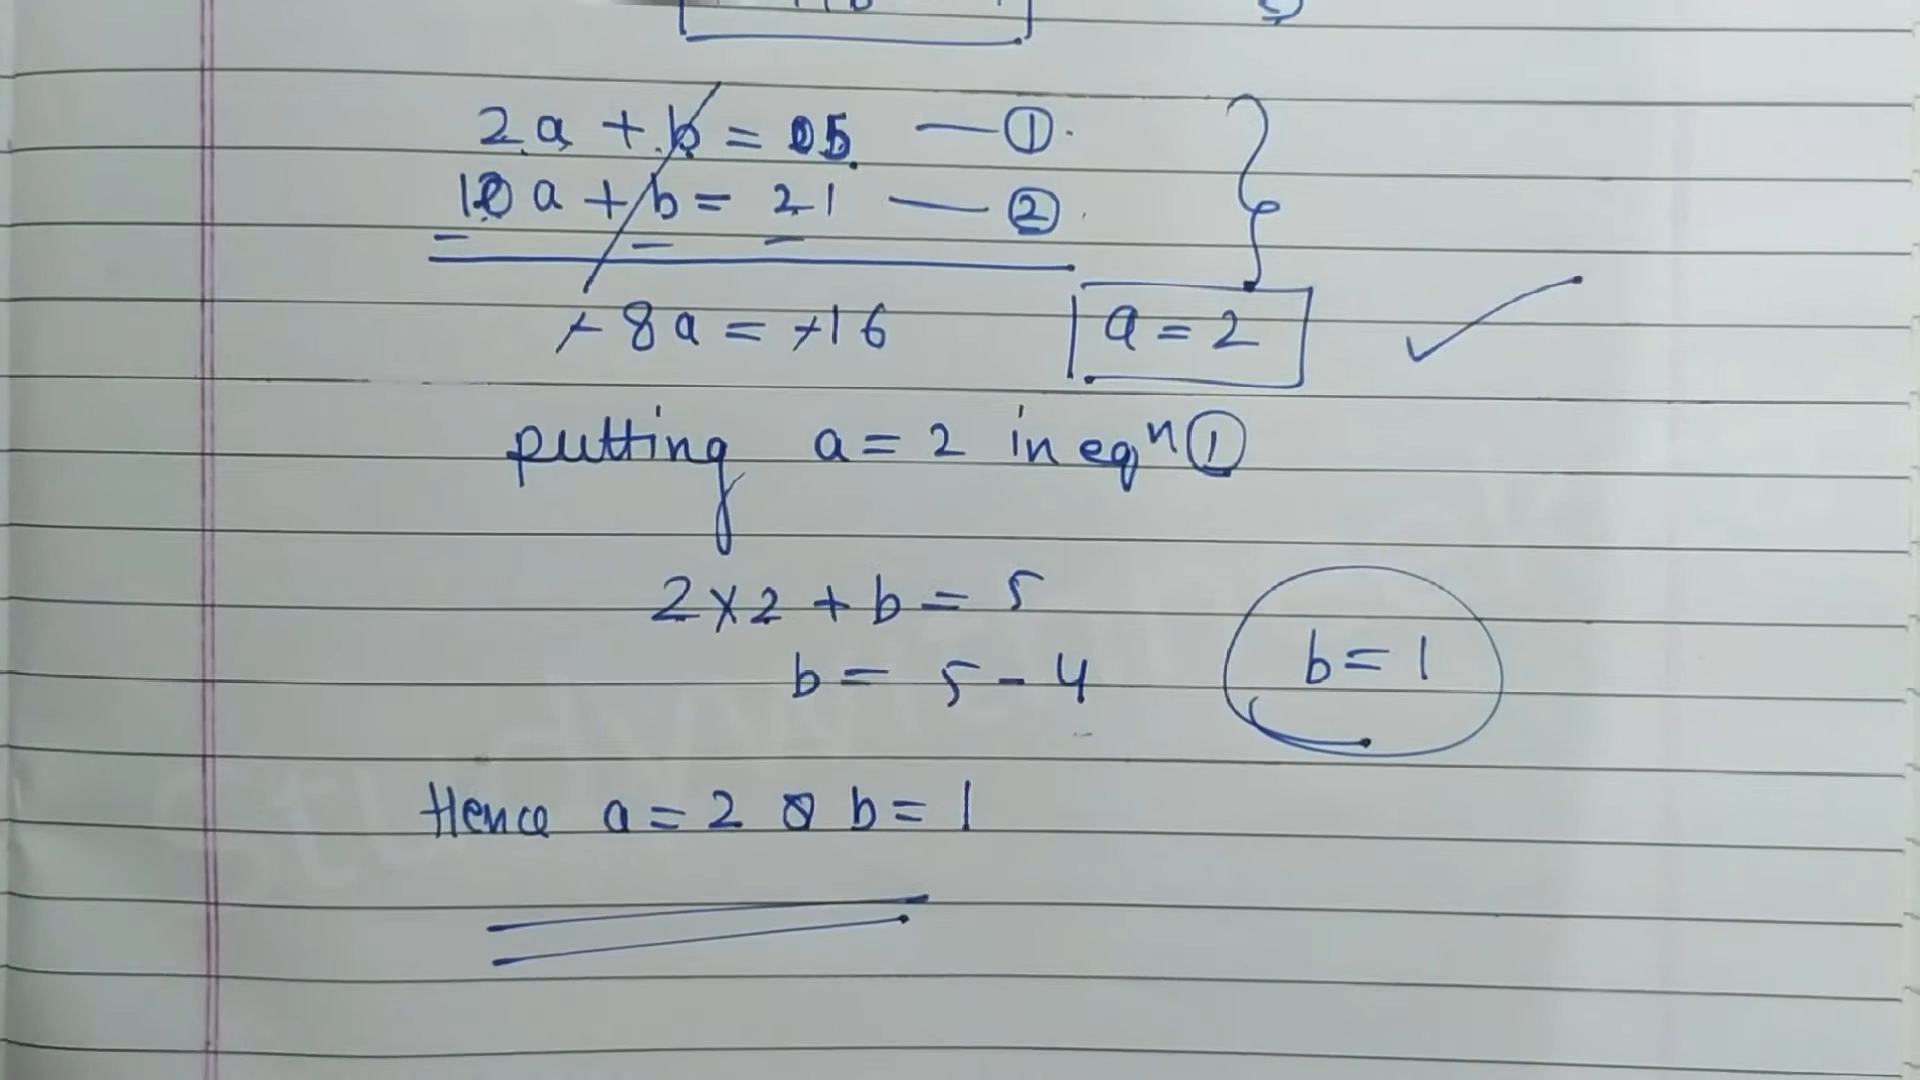 2a + b = 05 — ①
10a + b = 21 — ②
- - -
-8a = -16 a = 2
putting a = 2 in eqⁿ ①
2×2 + b = 5
b = 5 - 4 b = 1
Hence a = 2 & b = 1